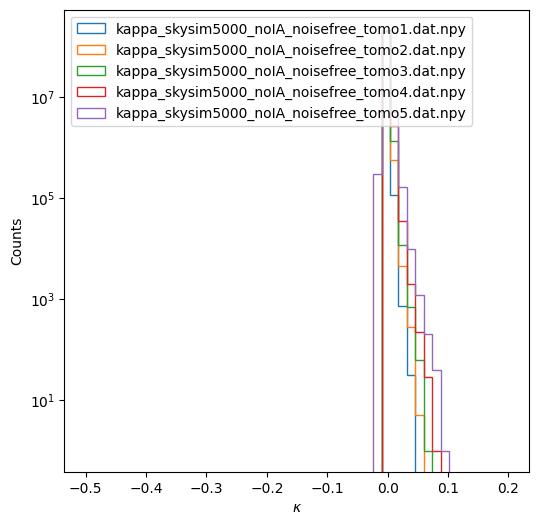 kappa_skysim5000_noIA_noisefree_tomo1.dat.npy
kappa_skysim5000_noIA_noisefree_tomo2.dat.npy
kappa_skysim5000_noIA_noisefree_tomo3.dat.npy
kappa_skysim5000_noIA_noisefree_tomo4.dat.npy
kappa_skysim5000_noIA_noisefree_tomo5.dat.npy
10⁷
10⁵
10³
10¹
Counts
−0.5 −0.4 −0.3 −0.2 −0.1 0.0 0.1 0.2
κ